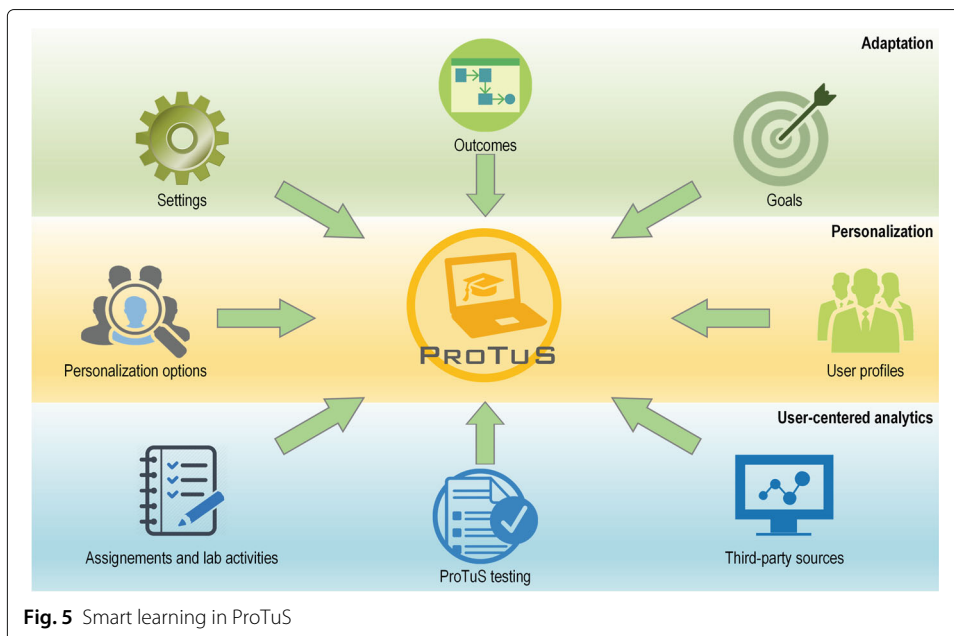 Adaptation
Outcomes
Settings
Goals
Personalization
PROTUS
Personalization options
User profiles
User-centered analytics
Assignements and lab activities
ProTuS testing
Third-party sources
Fig. 5 Smart learning in ProTuS